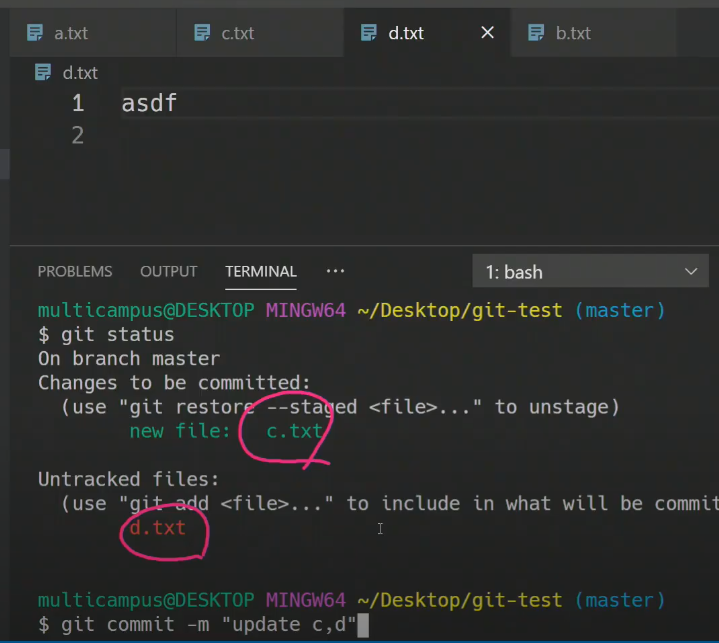 a.txt c.txt d.txt × b.txt
d.txt
1 asdf
2
PROBLEMS OUTPUT TERMINAL ... 1: bash
multicampus@DESKTOP MINGW64 ~/Desktop/git-test (master)
$ git status
On branch master
Changes to be committed:
(use "git restore --staged <file>..." to unstage)
new file: c.txt
Untracked files:
(use "git add <file>..." to include in what will be commit
d.txt
multicampus@DESKTOP MINGW64 ~/Desktop/git-test (master)
$ git commit -m "update c,d"